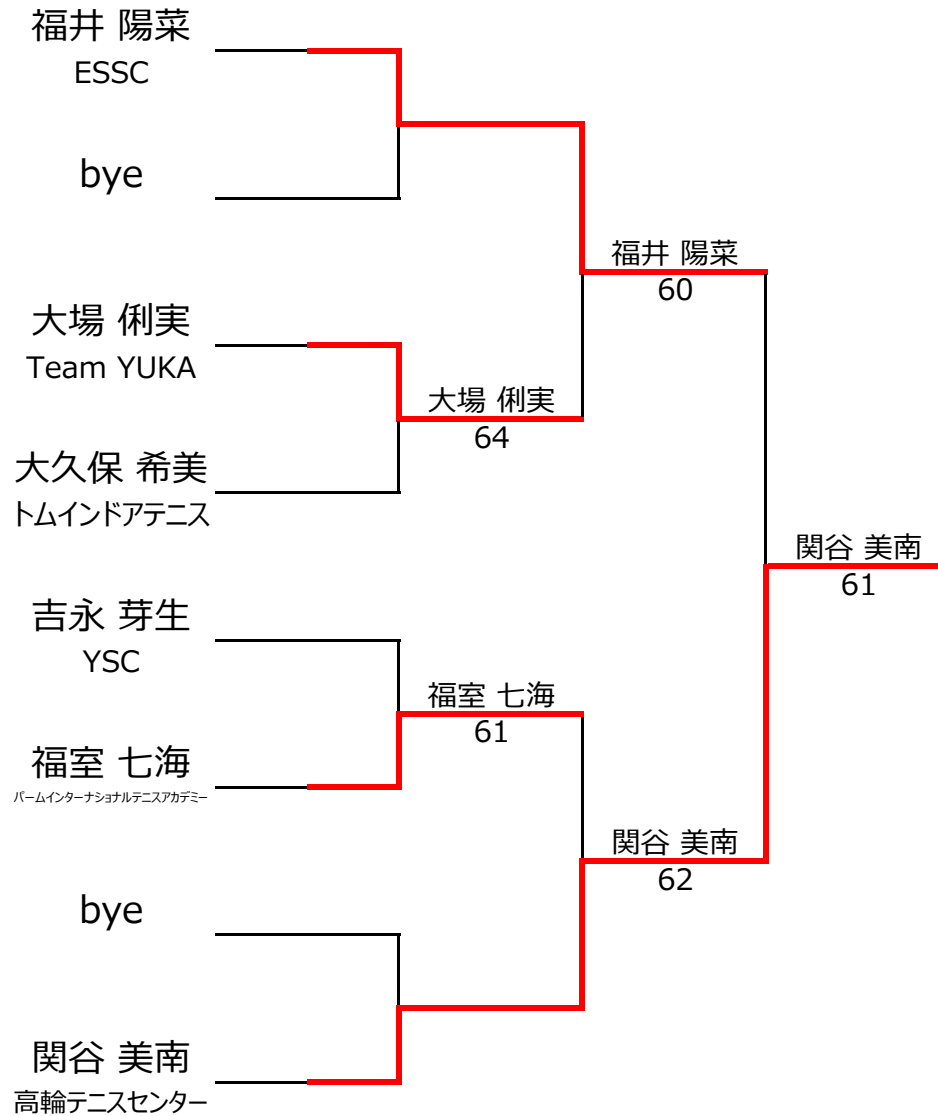 福井 陽菜
ESSC
bye
福井 陽菜
60
大場 俐実
Team YUKA
大場 俐実
64
大久保 希美
トムインドアテニス
関谷 美南
61
吉永 芽生
YSC
福室 七海
61
福室 七海
パームインターナショナルテニスアカデミー
関谷 美南
62
bye
関谷 美南
高輪テニスセンター